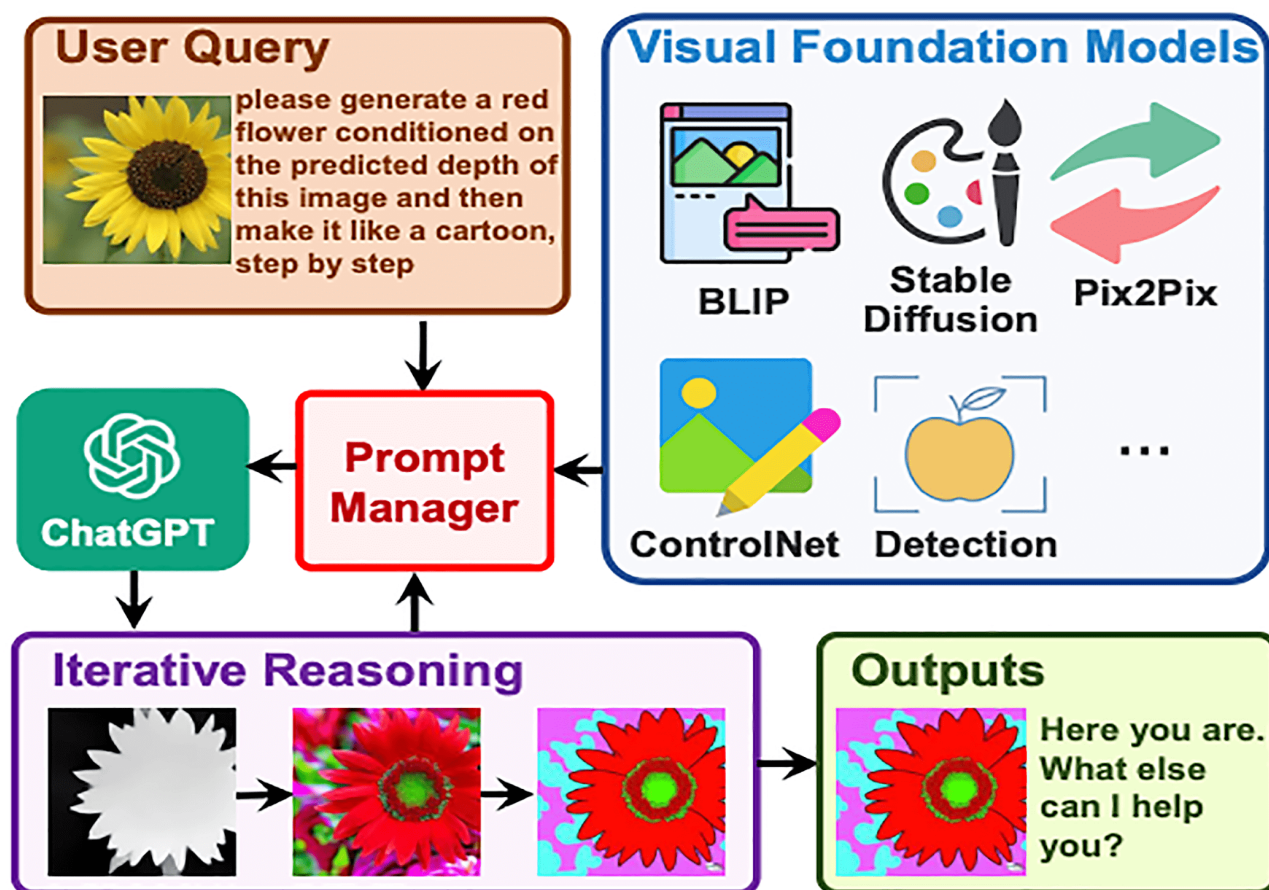 User Query
please generate a red
flower conditioned on
the predicted depth of
this image and then
make it like a cartoon,
step by step
Visual Foundation Models
BLIP
Stable
Diffusion
Pix2Pix
ControlNet
Detection
...
ChatGPT
Prompt
Manager
Iterative Reasoning
Outputs
Here you are.
What else
can I help
you?